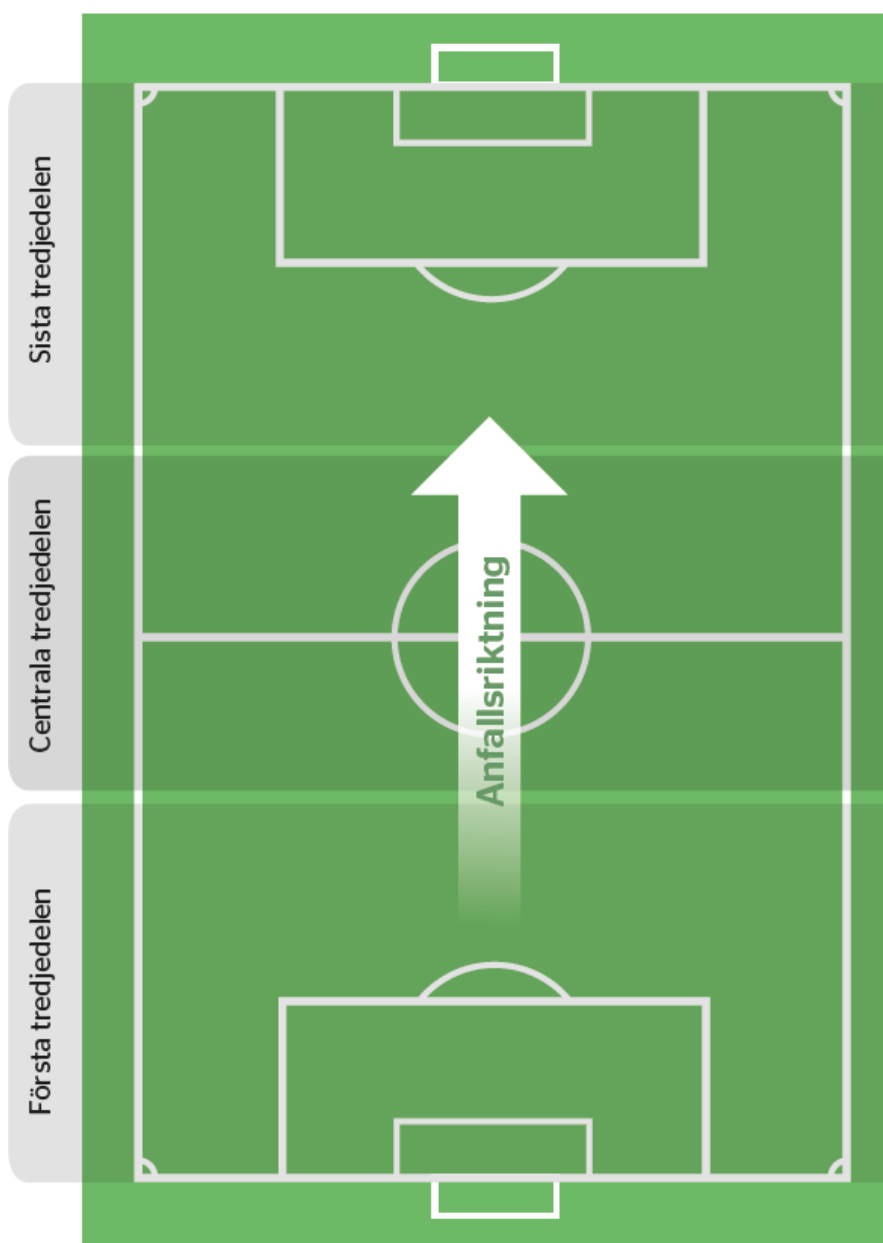 Sista tredjedelen
Centrala tredjedelen
Anfallsriktning
Första tredjedelen